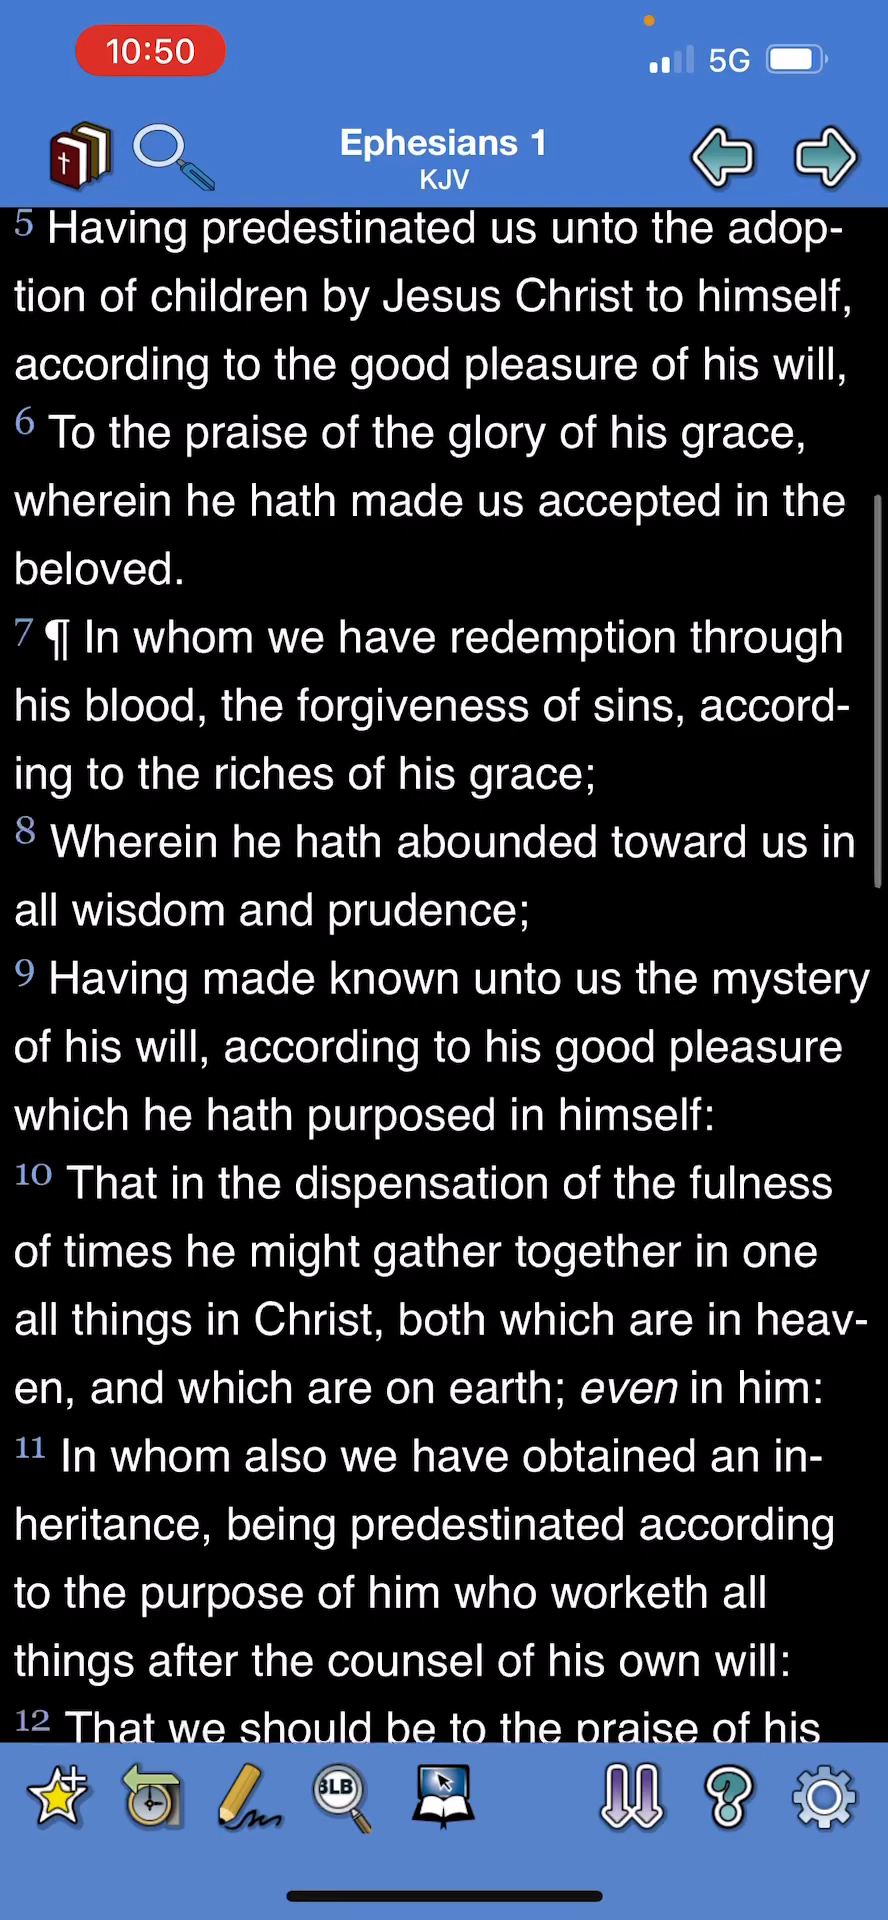 10:50
5G
Ephesians 1
KJV
5 Having predestinated us unto the adop-
tion of children by Jesus Christ to himself,
according to the good pleasure of his will,
6 To the praise of the glory of his grace,
wherein he hath made us accepted in the
beloved.
7 ¶ In whom we have redemption through
his blood, the forgiveness of sins, accord-
ing to the riches of his grace;
8 Wherein he hath abounded toward us in
all wisdom and prudence;
9 Having made known unto us the mystery
of his will, according to his good pleasure
which he hath purposed in himself:
10 That in the dispensation of the fulness
of times he might gather together in one
all things in Christ, both which are in heav-
en, and which are on earth; even in him:
11 In whom also we have obtained an in-
heritance, being predestinated according
to the purpose of him who worketh all
things after the counsel of his own will:
12 That we should be to the praise of his
BLB